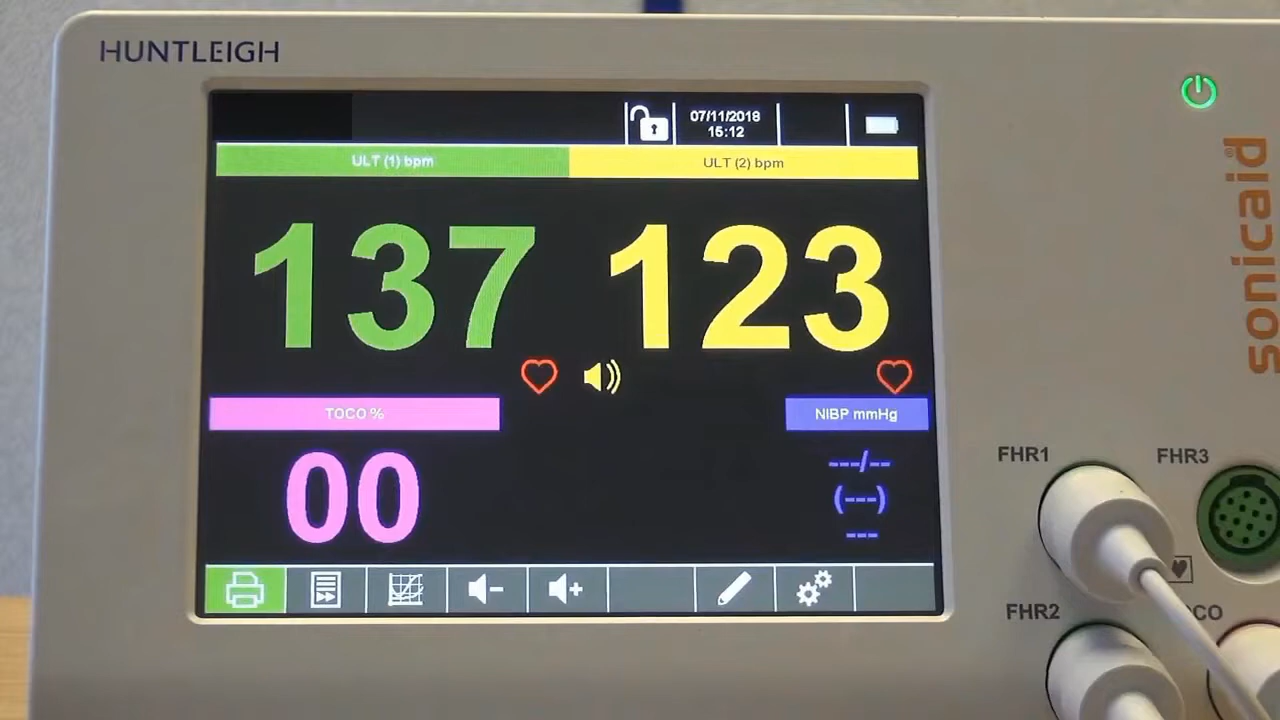 HUNTLEIGH
07/11/2018
15:12
ULT (1) bpm
ULT (2) bpm
137
123
sonicaid®
TOCO %
NIBP mmHg
00
---/---
(---)
---
FHR1
FHR3
FHR2